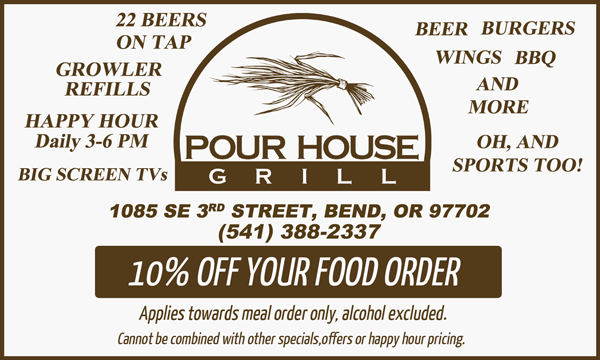 22 BEERS
ON TAP
GROWLER
REFILLS
HAPPY HOUR
Daily 3-6 PM
BIG SCREEN TVs
POUR HOUSE
GRILL
BEER BURGERS
WINGS BBQ
AND
MORE
OH, AND
SPORTS TOO!
1085 SE 3RD STREET, BEND, OR 97702
(541) 388-2337
10% OFF YOUR FOOD ORDER
Applies towards meal order only, alcohol excluded.
Cannot be combined with other specials,offers or happy hour pricing.